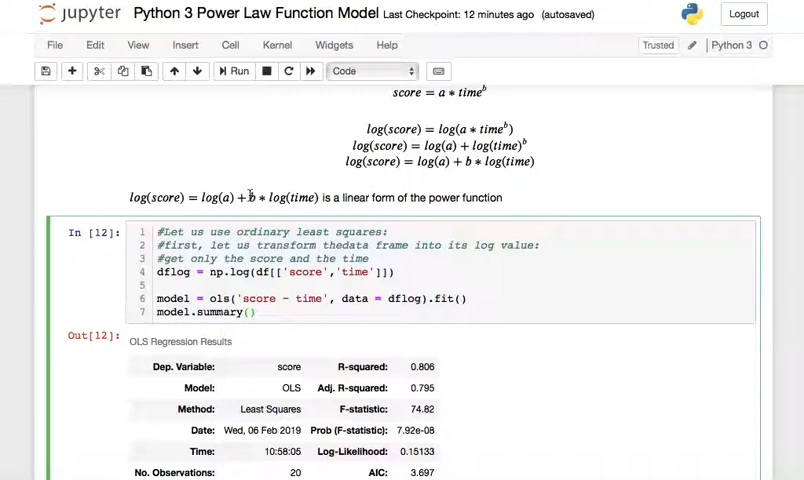 jupyter Python 3 Power Law Function Model Last Checkpoint: 12 minutes ago (autosaved) Logout
File Edit View Insert Cell Kernel Widgets Help Trusted Python 3
Run Code
score = a * time^b
log(score) = log(a * time^b)
log(score) = log(a) + log(time)^b
log(score) = log(a) + b * log(time)
log(score) = log(a) + b * log(time) is a linear form of the power function
In [12]: 1 #Let us use ordinary least squares:
2 #first, let us transform thedata frame into its log value:
3 #get only the score and the time
4 dflog = np.log(df[['score','time']])
5
6 model = ols('score ~ time', data = dflog).fit()
7 model.summary()
Out[12]: OLS Regression Results
Dep. Variable: score R-squared: 0.806
Model: OLS Adj. R-squared: 0.795
Method: Least Squares F-statistic: 74.82
Date: Wed, 06 Feb 2019 Prob (F-statistic): 7.92e-08
Time: 10:58:05 Log-Likelihood: 0.15133
No. Observations: 20 AIC: 3.697